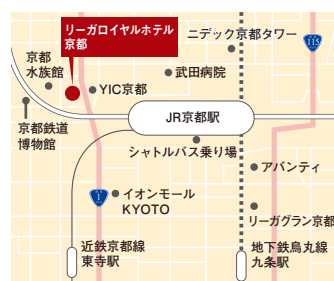 リーガロイヤルホテル
京都
ニデック京都タワー
115
京都
水族館
武田病院
YIC京都
JR京都駅
京都鉄道
博物館
シャトルバス乗り場
アバンティ
1
イオンモール
KYOTO
リーガグラン京都
近鉄京都線
東寺駅
地下鉄烏丸線
九条駅